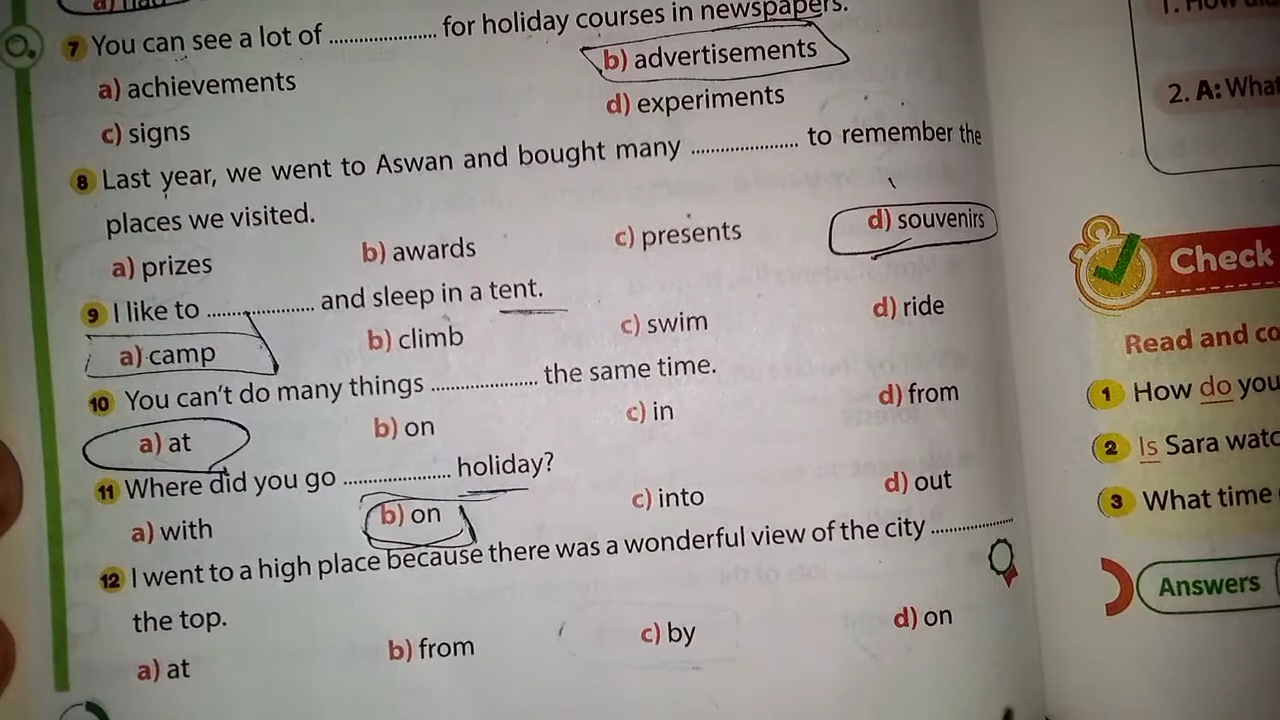 7 You can see a lot of .................... for holiday courses in newspapers.
a) achievements
b) advertisements
c) signs
d) experiments
8 Last year, we went to Aswan and bought many .................... to remember the
places we visited.
a) prizes b) awards c) presents d) souvenirs
9 I like to .................... and sleep in a tent.
a) camp b) climb c) swim d) ride
10 You can't do many things .................... the same time.
a) at b) on c) in d) from
11 Where did you go .................... holiday?
a) with b) on c) into d) out
12 I went to a high place because there was a wonderful view of the city ................
the top.
a) at b) from c) by d) on
1. How
2. A: What
Check
Read and
1 How do you
2 Is Sara
3 What time
Answers